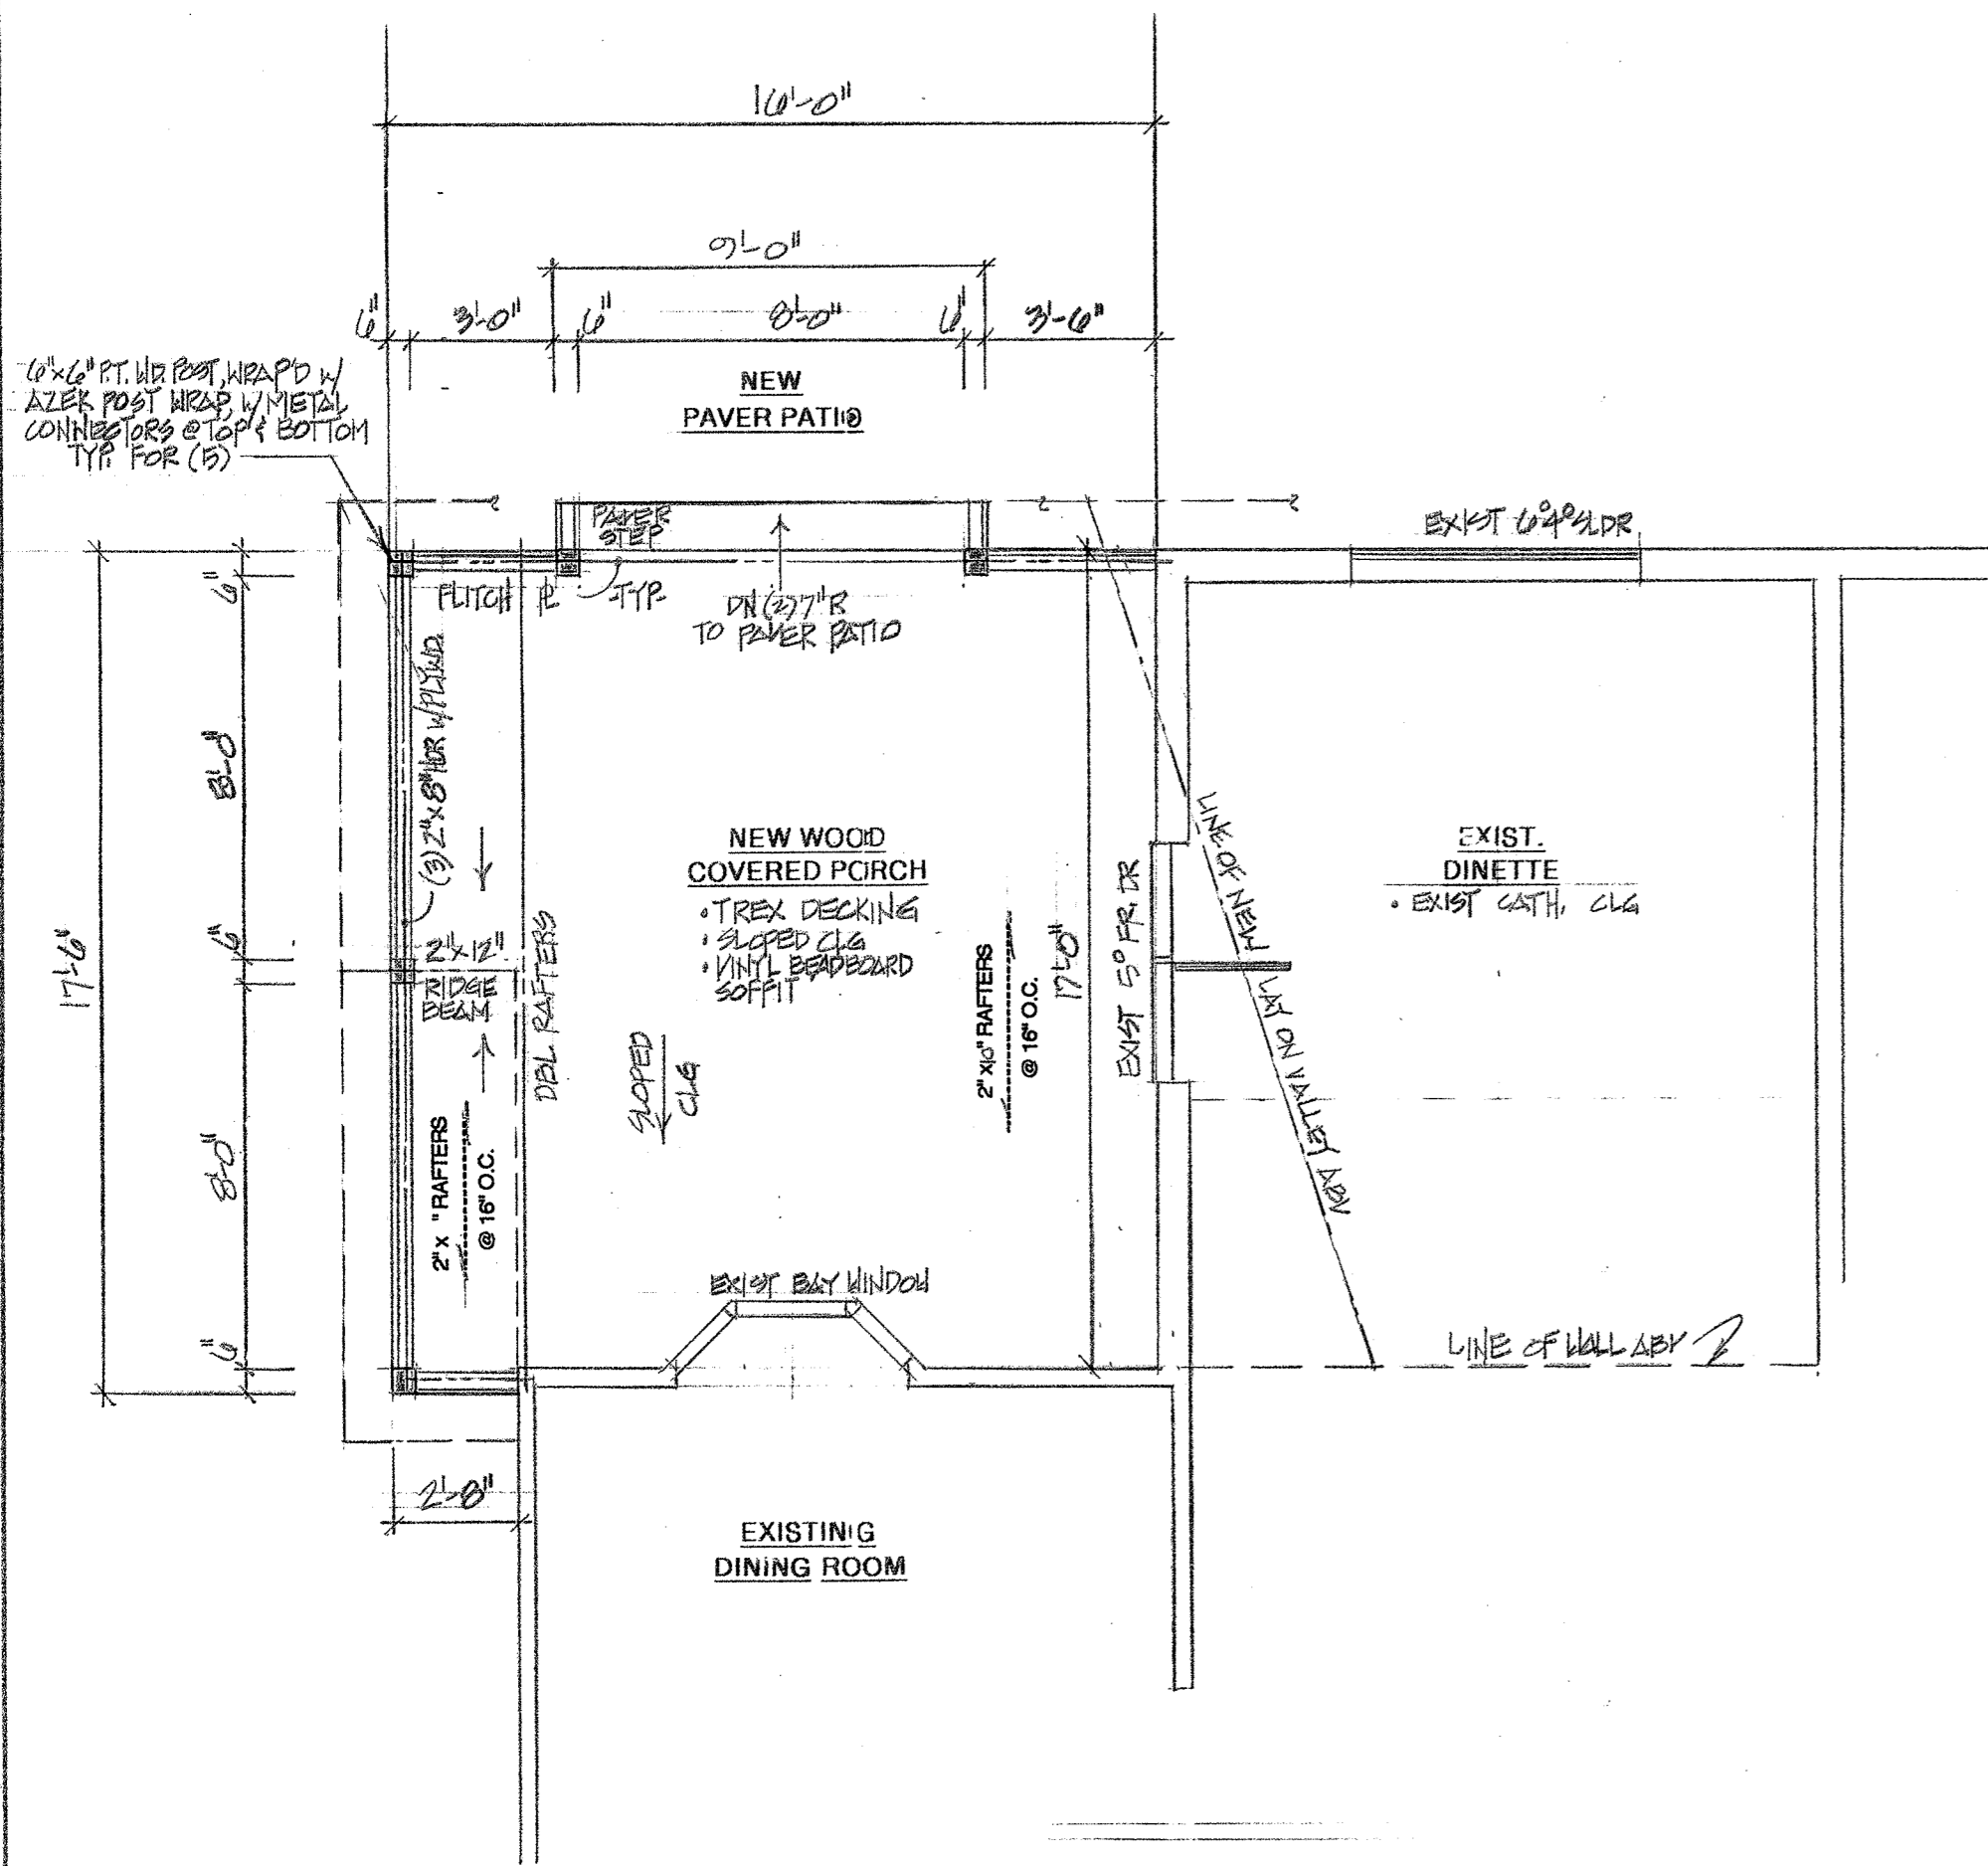 16'-0"
9'-0"
6" 3'-0" 6" 8'-0" 6" 3'-6"
6"x6" P.T. WD. POST, WRAP'D W/
AZEK POST WRAP, W/ METAL
CONNECTORS @ TOP & BOTTOM
TYP. FOR (5)
NEW
PAVER PATIO
PAVER
STEP
EXIST 6⁰4⁰ SLDR
FLITCH PL TYP.
DN (2) 7" R
TO PAVER PATIO
6"
8'-0"
6"
8'-0"
6"
17'-6"
(3) 2"x8" HDR W/ PLYWD.
2"x12"
RIDGE
BEAM
DBL RAFTERS
2" x " RAFTERS
@ 16" O.C.
NEW WOOD
COVERED PORCH
• TREX DECKING
• SLOPED CLG
• VINYL BEADBOARD
SOFFIT
SLOPED
CLG
2" x10" RAFTERS
@ 16" O.C.
17'-0"
EXIST 5⁰ FR. DR
LINE OF NEW LAY ON VALLEY ABV
EXIST.
DINETTE
• EXIST CATH. CLG
EXIST BAY WINDOW
LINE OF WALL ABV
2'-8"
EXISTING
DINING ROOM